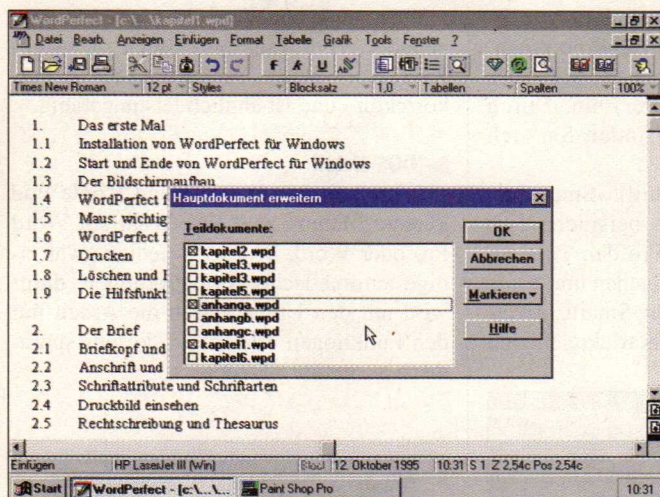 WordPerfect - [c:\...\kapitel1.wpd]
Datei Bearb. Anzeigen Einfügen Format Tabelle Grafik Tools Fenster ?
Times New Roman 12 pt Styles Blocksatz 1,0 Tabellen Spalten 100%
1. Das erste Mal
1.1 Installation von WordPerfect für Windows
1.2 Start und Ende von WordPerfect für Windows
1.3 Der Bildschirmaufbau
1.4 WordPerfect f
1.5 Maus: wichtig
1.6 WordPerfect f
1.7 Drucken
1.8 Löschen und
1.9 Die Hilfsfunkt
2. Der Brief
2.1 Briefkopf und
2.2 Anschrift und
2.3 Schriftattribute und Schriftarten
2.4 Druckbild einsehen
2.5 Rechtschreibung und Thesaurus
Hauptdokument erweitern
Teildokumente:
kapitel2.wpd
kapitel3.wpd
kapitel4.wpd
kapitel5.wpd
anhanga.wpd
anhangb.wpd
anhangc.wpd
kapitel1.wpd
kapitel6.wpd
OK
Abbrechen
Markieren
Hilfe
Einfügen HP LaserJet III (Win) 12. Oktober 1995 10:31 S 1 Z 2,54c Pos 2,54c
Start WordPerfect - [c:\...\... Paint Shop Pro 10:31